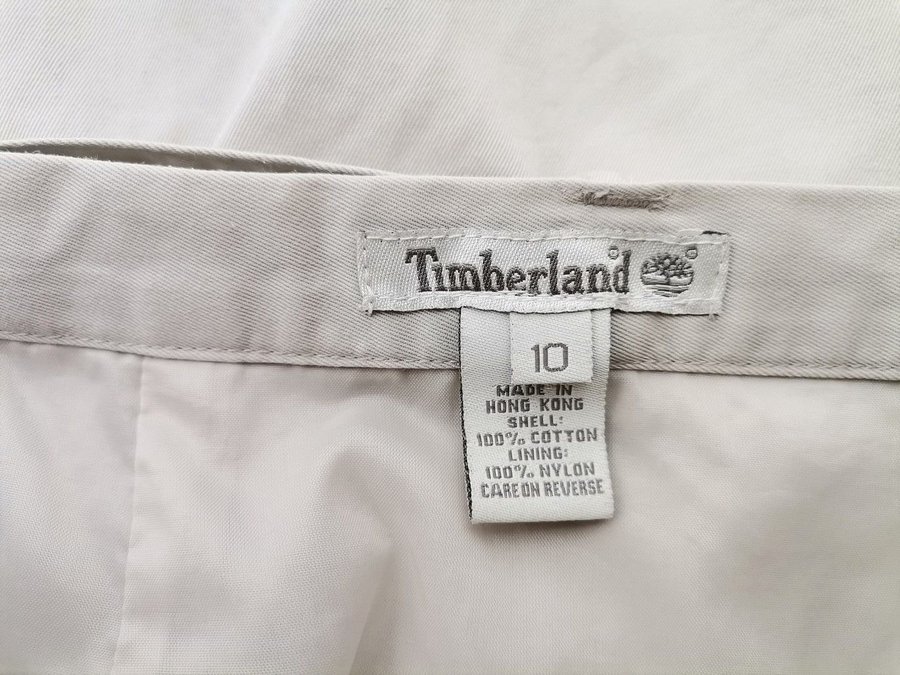 Timberland
10
MADE IN
HONG KONG
SHELL:
100% COTTON
LINING:
100% NYLON
CARE ON REVERSE